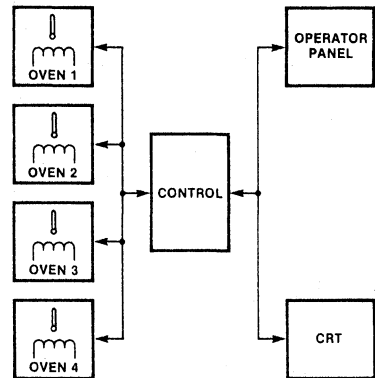 OVEN 1
OVEN 2
OVEN 3
OVEN 4
CONTROL
OPERATOR
PANEL
CRT